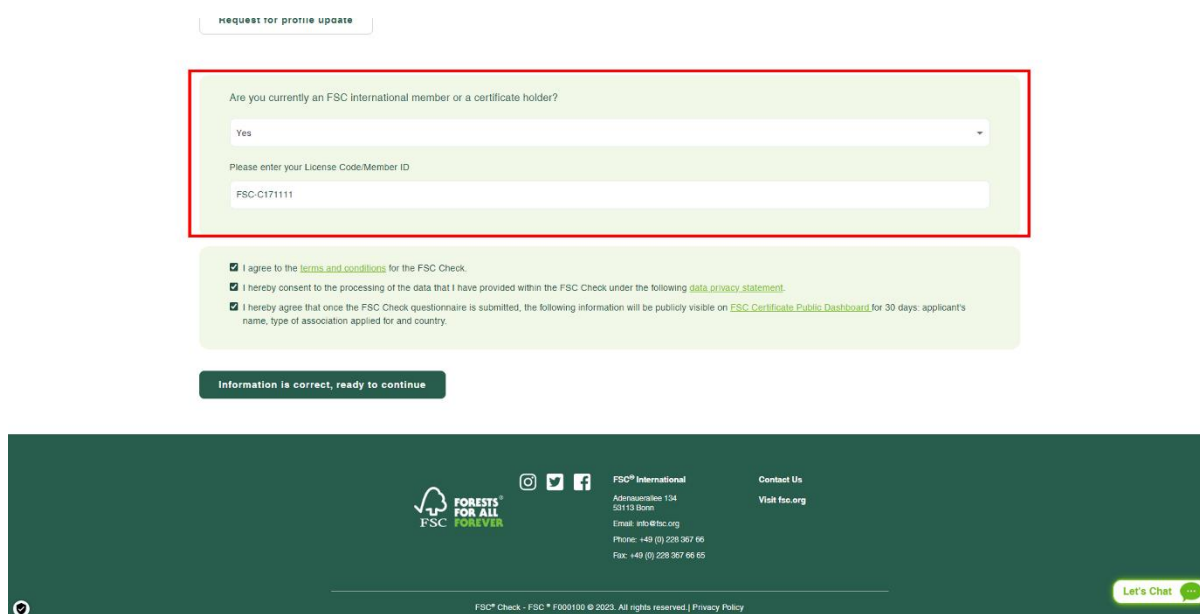 Request for profile update
Are you currently an FSC international member or a certificate holder?
Yes
Please enter your License Code/Member ID
FSC-C171111
I agree to the terms and conditions for the FSC Check.
I hereby consent to the processing of the data that I have provided within the FSC Check under the following data privacy statement.
I hereby agree that once the FSC Check questionnaire is submitted, the following information will be publicly visible on FSC Certificate Public Dashboard for 30 days: applicant's
name, type of association applied for and country.
Information is correct, ready to continue
FSC
FORESTS®
FOR ALL
FOREVER
FSC® International
Adenauerallee 134
53113 Bonn
Email: info@fsc.org
Phone: +49 (0) 228 367 66
Fax: +49 (0) 228 367 66 65
Contact Us
Visit fsc.org
Let's Chat
FSC® Check - FSC ® F000100 © 2023. All rights reserved.| Privacy Policy